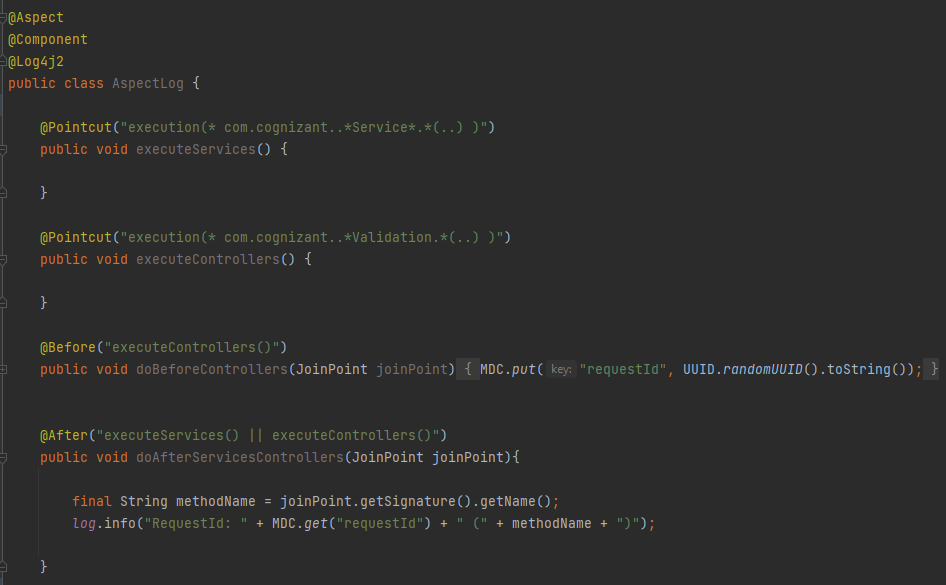 @Aspect
@Component
@Log4j2
public class AspectLog {
@Pointcut("execution(* com.cognizant..*Service*.*(..) )")
public void executeServices() {
}
@Pointcut("execution(* com.cognizant..*Validation.*(..) )")
public void executeControllers() {
}
@Before("executeControllers()")
public void doBeforeControllers(JoinPoint joinPoint) { MDC.put( key: "requestId", UUID.randomUUID().toString()); }
@After("executeServices() || executeControllers()")
public void doAfterServicesControllers(JoinPoint joinPoint){
final String methodName = joinPoint.getSignature().getName();
log.info("RequestId: " + MDC.get("requestId") + " (" + methodName + ")");
}